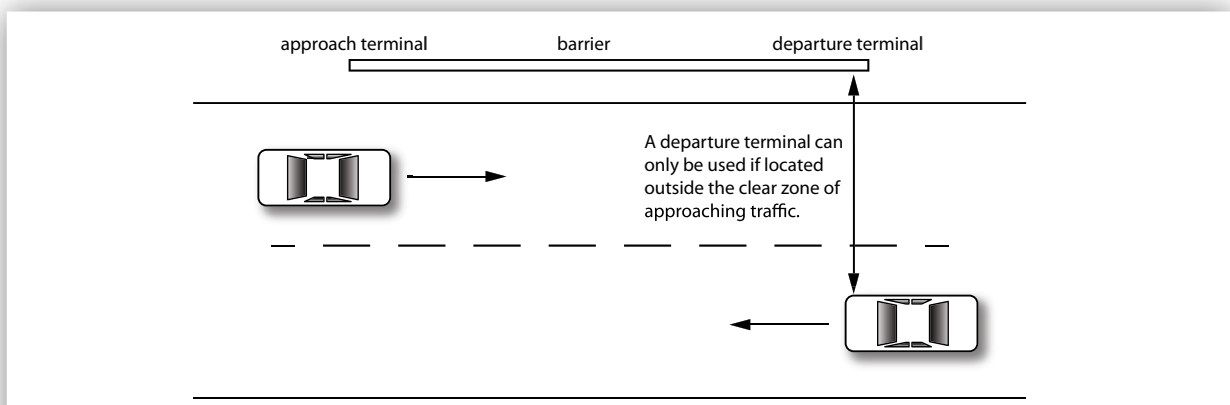 approach terminal barrier departure terminal
A departure terminal can
only be used if located
outside the clear zone of
approaching traffic.